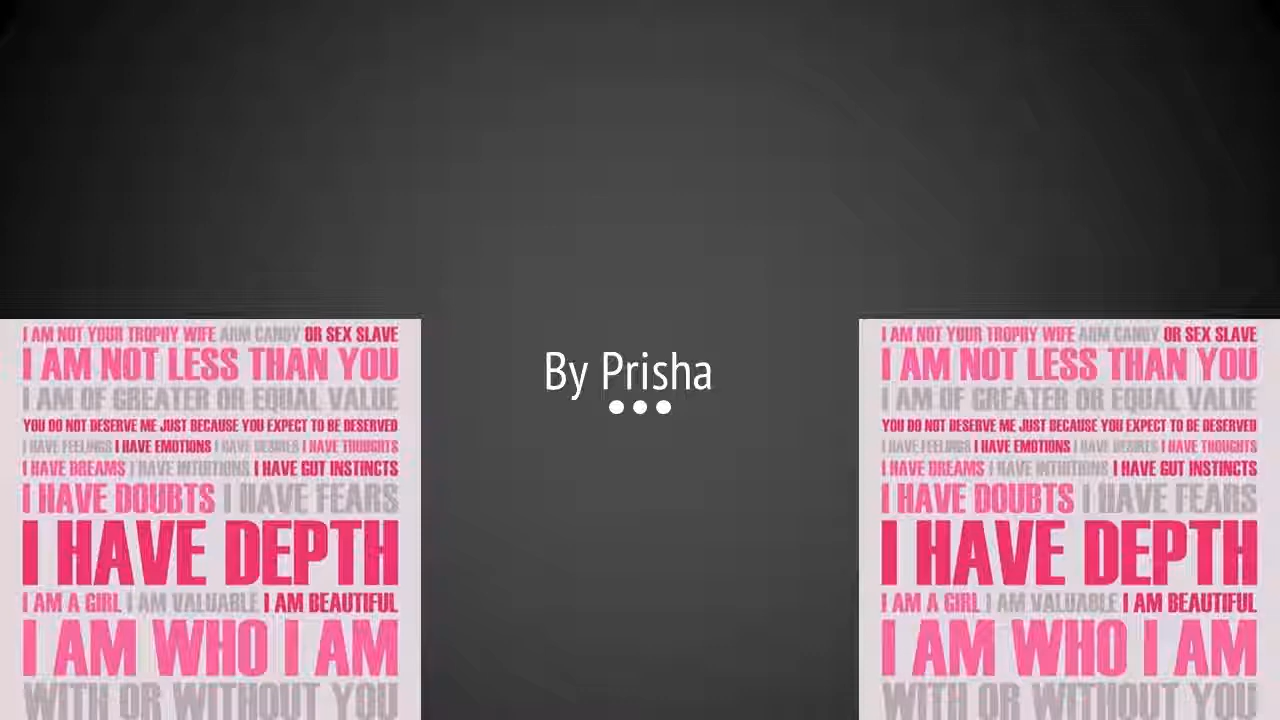 I AM NOT YOUR TROPHY WIFE ARM CANDY OR SEX SLAVE
I AM NOT LESS THAN YOU
I AM OF GREATER OR EQUAL VALUE
YOU DO NOT DESERVE ME JUST BECAUSE YOU EXPECT TO BE DESERVED
I HAVE FEELINGS I HAVE EMOTIONS I HAVE DESIRES I HAVE THOUGHTS
I HAVE DREAMS I HAVE INTUITIONS I HAVE GUT INSTINCTS
I HAVE DOUBTS I HAVE FEARS
I HAVE DEPTH
I AM A GIRL I AM VALUABLE I AM BEAUTIFUL
I AM WHO I AM
WITH OR WITHOUT YOU
By Prisha
I AM NOT YOUR TROPHY WIFE ARM CANDY OR SEX SLAVE
I AM NOT LESS THAN YOU
I AM OF GREATER OR EQUAL VALUE
YOU DO NOT DESERVE ME JUST BECAUSE YOU EXPECT TO BE DESERVED
I HAVE FEELINGS I HAVE EMOTIONS I HAVE DESIRES I HAVE THOUGHTS
I HAVE DREAMS I HAVE INTUITIONS I HAVE GUT INSTINCTS
I HAVE DOUBTS I HAVE FEARS
I HAVE DEPTH
I AM A GIRL I AM VALUABLE I AM BEAUTIFUL
I AM WHO I AM
WITH OR WITHOUT YOU